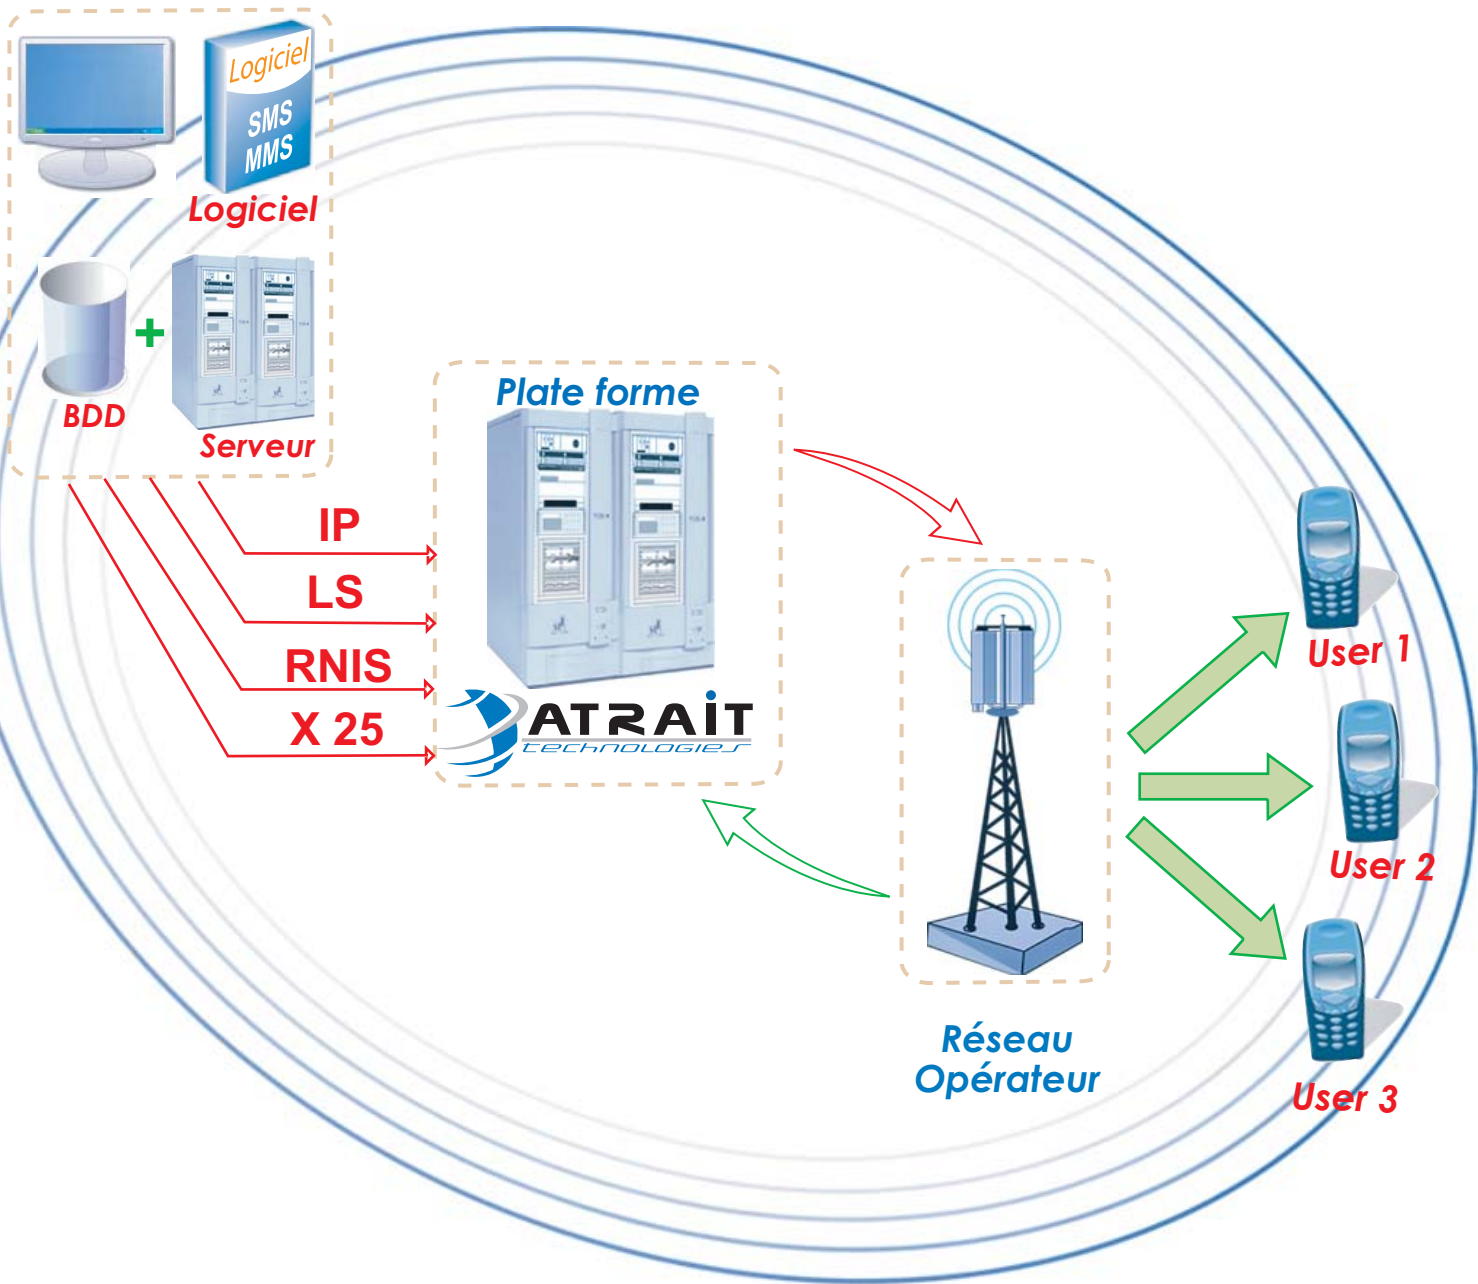 Logiciel
SMS
MMS
Logiciel
BDD
+
Serveur
IP
LS
RNIS
X 25
Plate forme
ATRAIT
technologies
Réseau
Opérateur
User 1
User 2
User 3